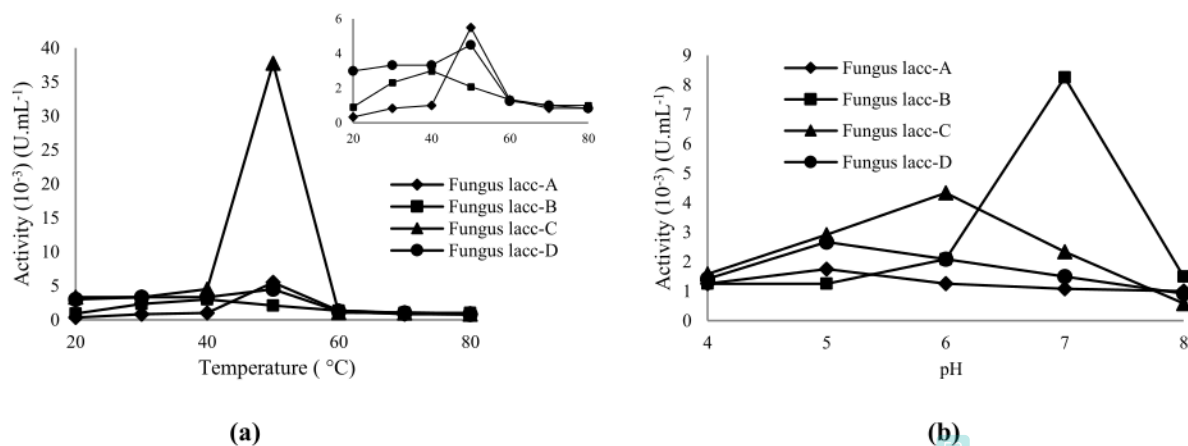 40
35
30
25
20
15
10
5
0
Activity (10⁻³) (U.mL⁻¹)
20
40
60
80
Temperature ( °C)
6
4
2
0
20
40
60
80
Fungus lacc-A
Fungus lacc-B
Fungus lacc-C
Fungus lacc-D
(a)
9
8
7
6
5
4
3
2
1
0
Activity (10⁻³) (U.mL⁻¹)
4
5
6
7
8
pH
Fungus lacc-A
Fungus lacc-B
Fungus lacc-C
Fungus lacc-D
(b)